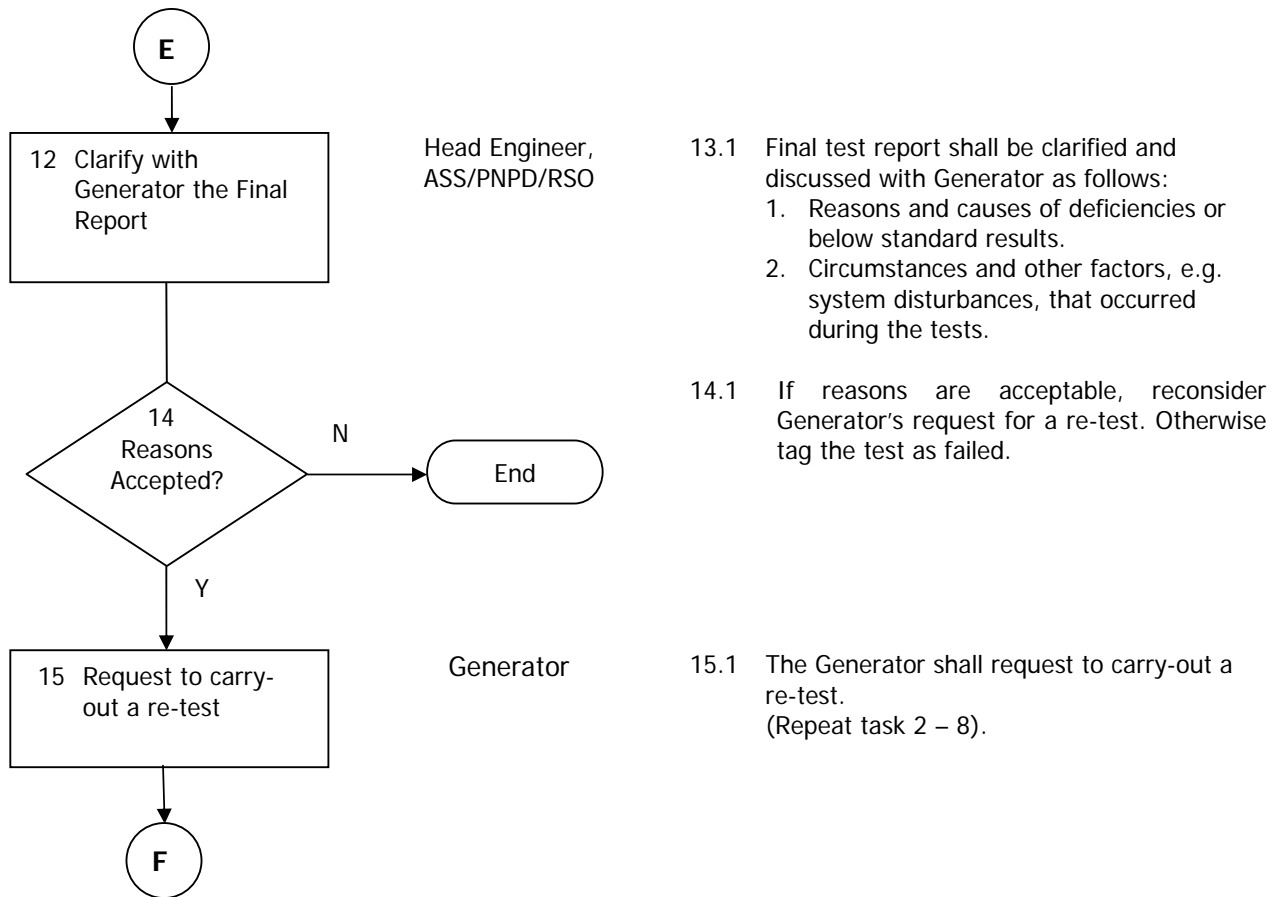 E
12 Clarify with
Generator the Final
Report
Head Engineer,
ASS/PNPD/RSO
13.1 Final test report shall be clarified and
discussed with Generator as follows:
1. Reasons and causes of deficiencies or
below standard results.
2. Circumstances and other factors, e.g.
system disturbances, that occurred
during the tests.
14
Reasons
Accepted?
N
End
Y
14.1 If reasons are acceptable, reconsider
Generator's request for a re-test. Otherwise
tag the test as failed.
15 Request to carry-
out a re-test
Generator
15.1 The Generator shall request to carry-out a
re-test.
(Repeat task 2 – 8).
F